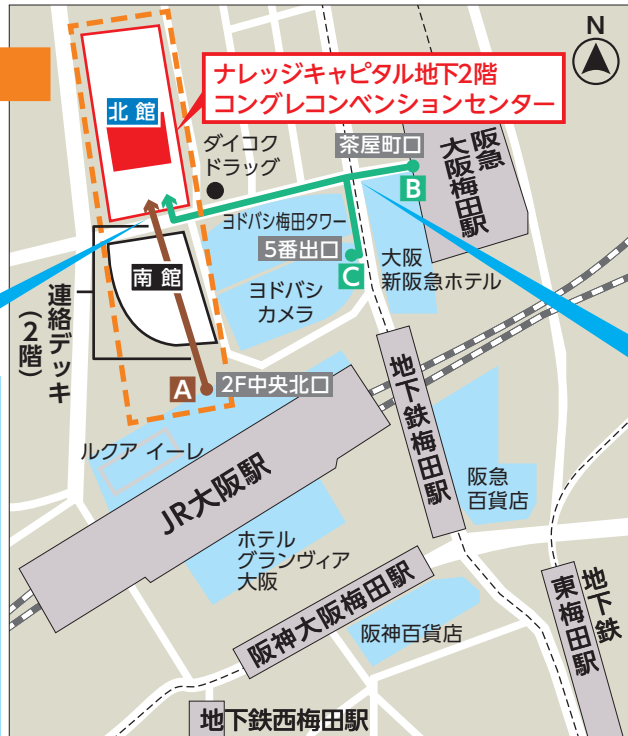 N
ナレッジキャピタル地下2階
コングレコンベンションセンター
北館
ダイコク
ドラッグ
茶屋町口
B
阪急
大阪梅田駅
ヨドバシ梅田タワー
5番出口
C
大阪
新阪急ホテル
ヨドバシ
カメラ
南館
連絡デッキ
(2階)
A
2F中央北口
地下鉄梅田駅
ルクア イーレ
JR大阪駅
阪急
百貨店
ホテル
グランヴィア
大阪
阪神大阪梅田駅
阪神百貨店
地下鉄
東梅田駅
地下鉄西梅田駅